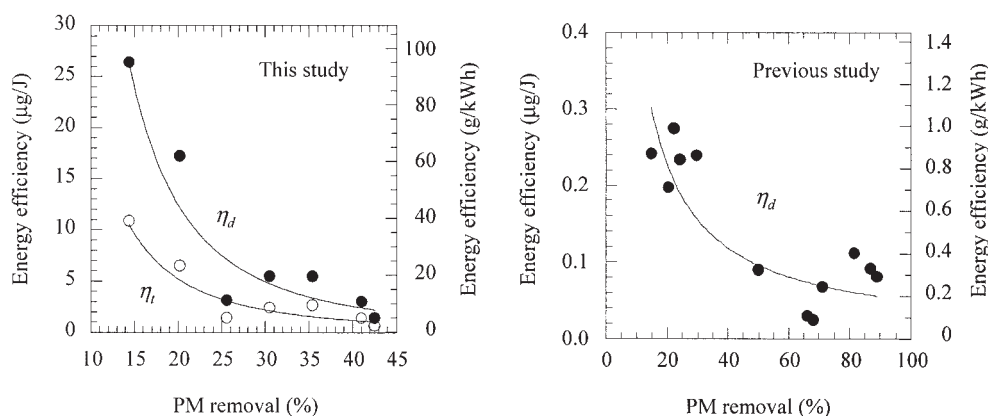 30
25
20
15
10
5
0
Energy efficiency (μg/J)
This study
η_d
η_t
100
80
60
40
20
0
Energy efficiency (g/kWh)
10 15 20 25 30 35 40 45
PM removal (%)
0.4
0.3
0.2
0.1
0.0
Energy efficiency (μg/J)
Previous study
η_d
1.4
1.2
1.0
0.8
0.6
0.4
0.2
0
Energy efficiency (g/kWh)
0 20 40 60 80 100
PM removal (%)